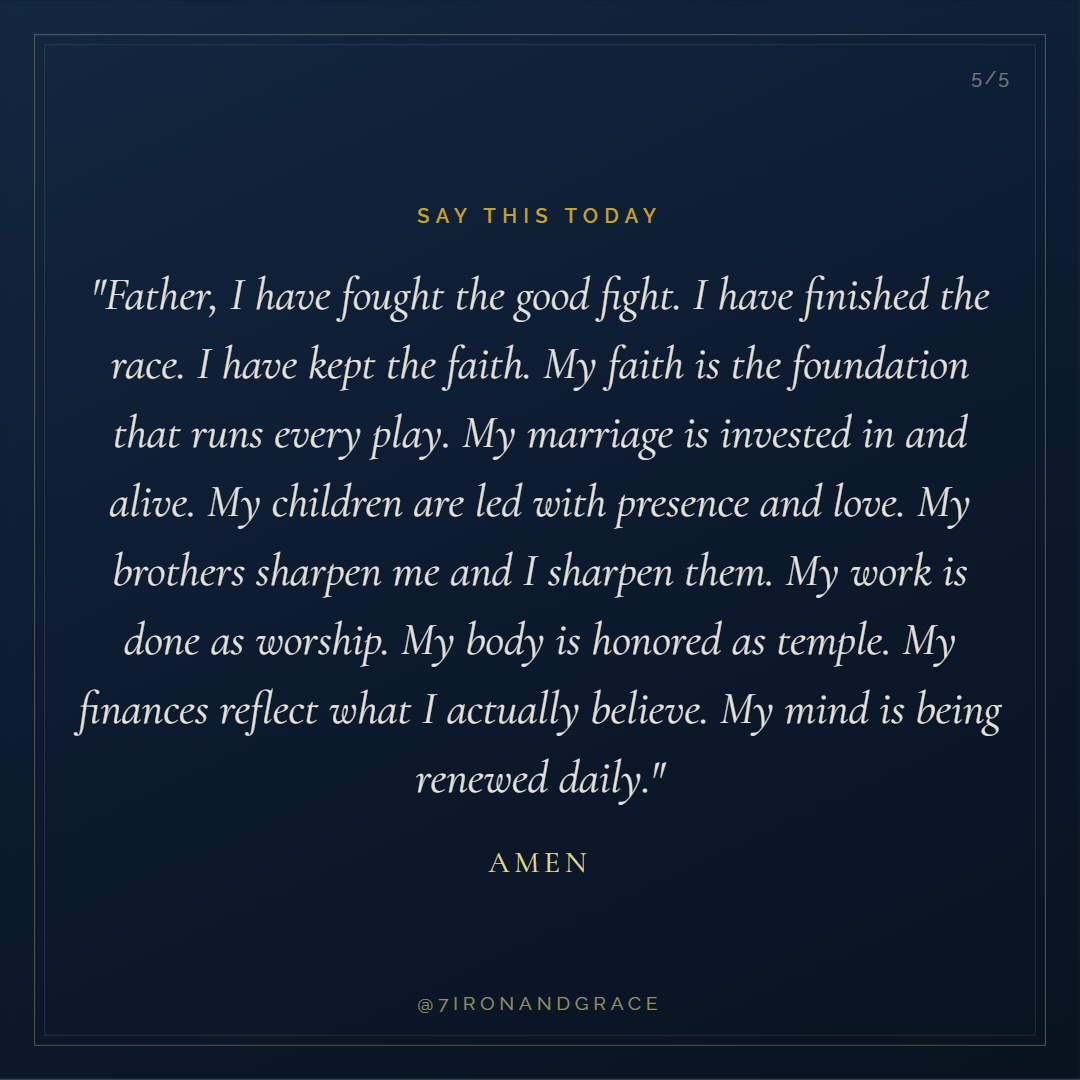 5/5
SAY THIS TODAY
"Father, I have fought the good fight. I have finished the
race. I have kept the faith. My faith is the foundation
that runs every play. My marriage is invested in and
alive. My children are led with presence and love. My
brothers sharpen me and I sharpen them. My work is
done as worship. My body is honored as temple. My
finances reflect what I actually believe. My mind is being
renewed daily."
AMEN
@7IRONANDGRACE